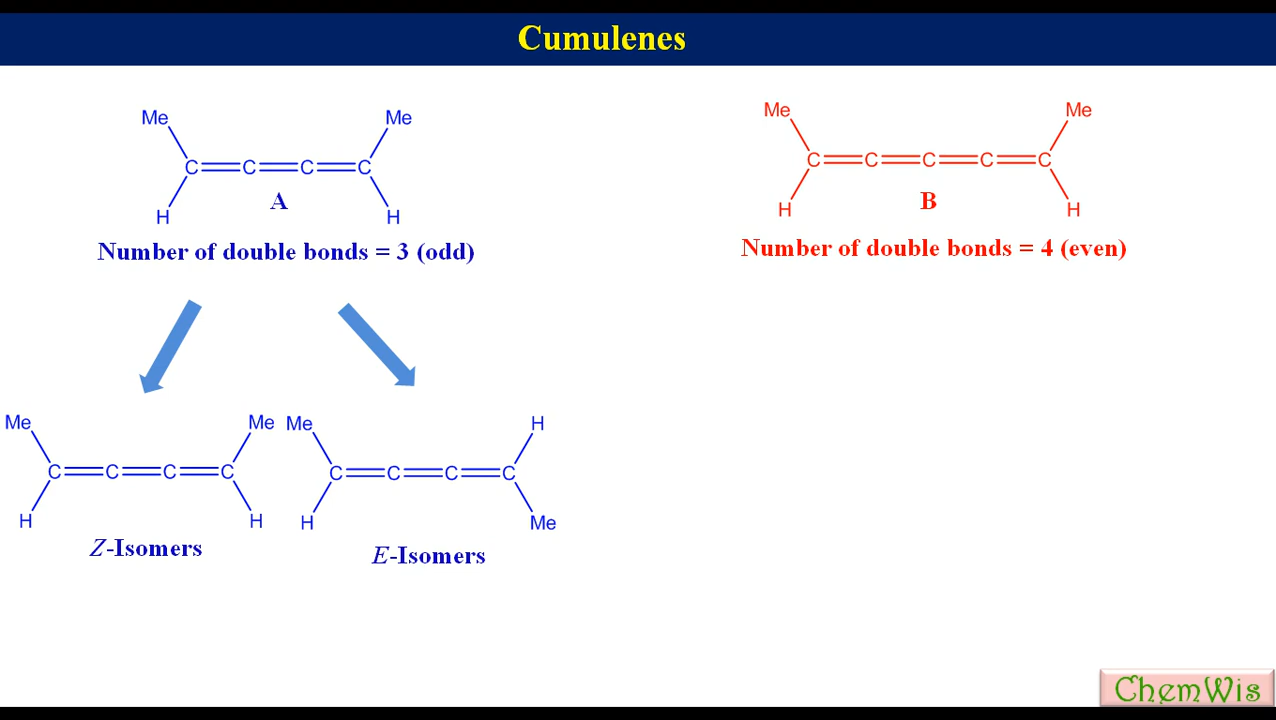 Cumulenes
Me Me
C C C C
H H
A
Number of double bonds = 3 (odd)
Me Me
C C C C C
H H
B
Number of double bonds = 4 (even)
Me Me
C C C C
H H
Z-Isomers
Me H
C C C C
H Me
E-Isomers
ChemWis